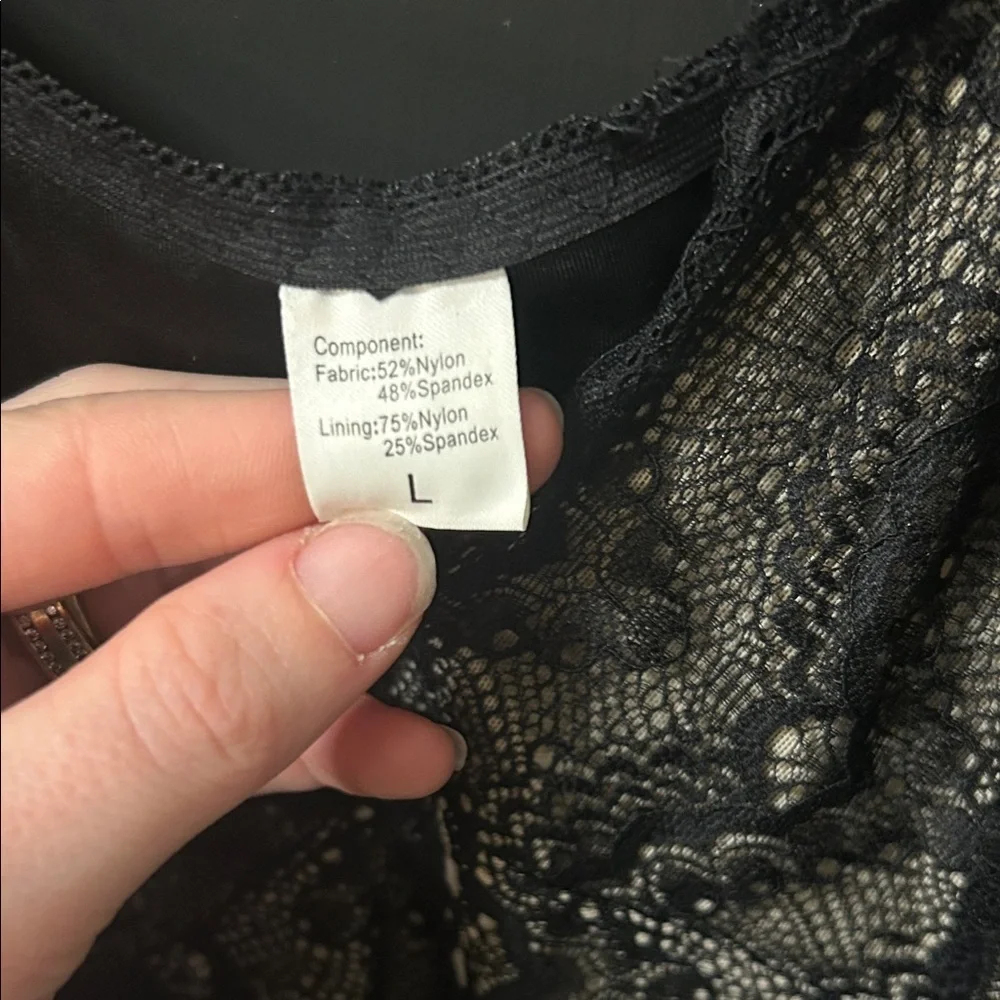 Component:
Fabric:52%Nylon
48%Spandex
Lining:75%Nylon
25%Spandex
L